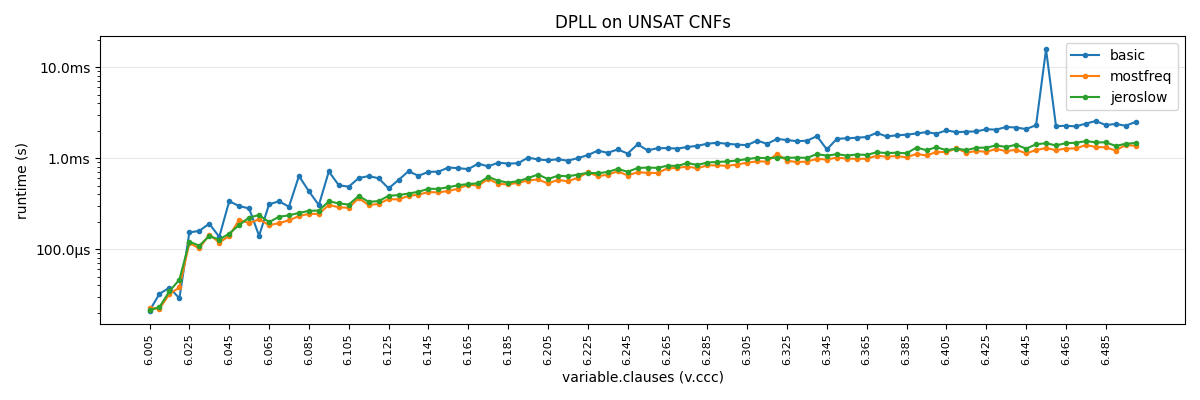 DPLL on UNSAT CNFs
basic
mostfreq
jeroslow
runtime (s)
10.0ms
1.0ms
100.0μs
6.005 6.025 6.045 6.065 6.085 6.105 6.125 6.145 6.165 6.185 6.205 6.225 6.245 6.265 6.285 6.305 6.325 6.345 6.365 6.385 6.405 6.425 6.445 6.465 6.485
variable.clauses (v.ccc)